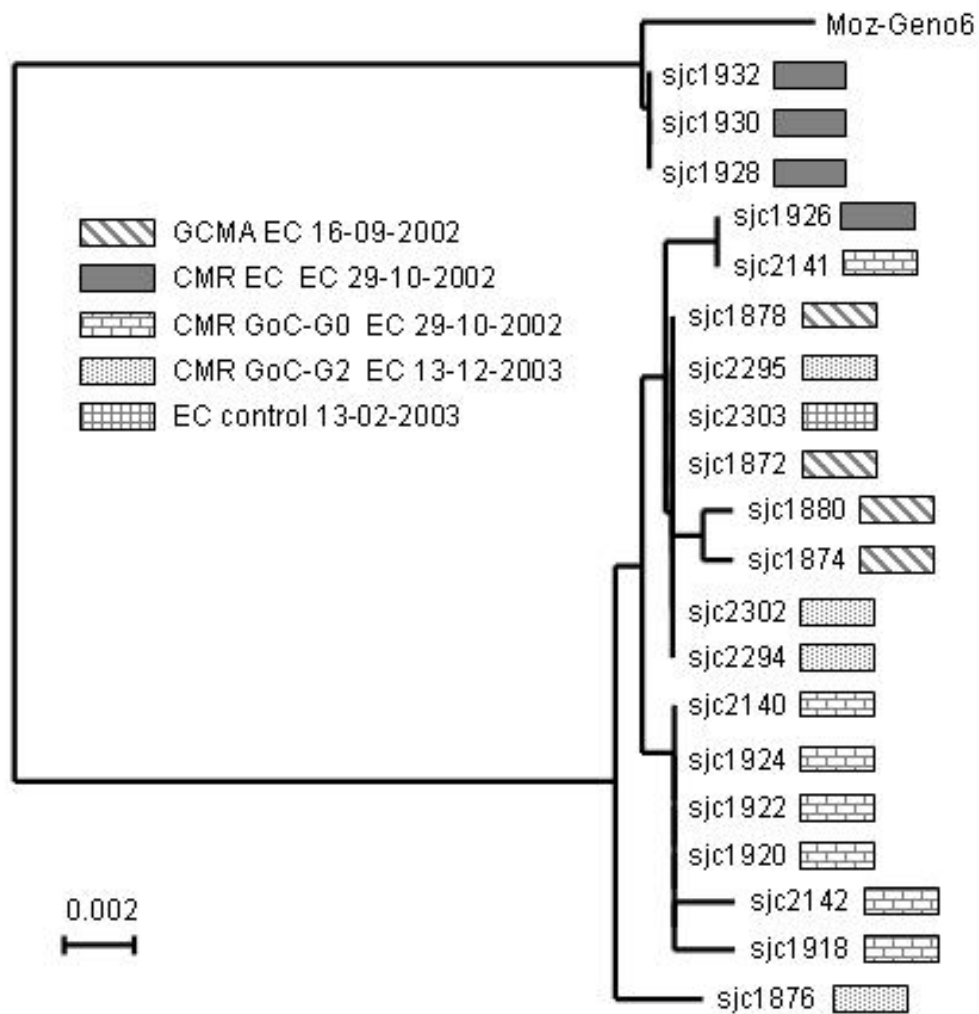 Moz-Geno6
sjc1932
sjc1930
sjc1928
sjc1926
sjc2141
sjc1878
sjc2295
sjc2303
sjc1872
sjc1880
sjc1874
sjc2302
sjc2294
sjc2140
sjc1924
sjc1922
sjc1920
sjc2142
sjc1918
sjc1876
GCMA EC 16-09-2002
CMR EC EC 29-10-2002
CMR GoC-G0 EC 29-10-2002
CMR GoC-G2 EC 13-12-2003
EC control 13-02-2003
0.002